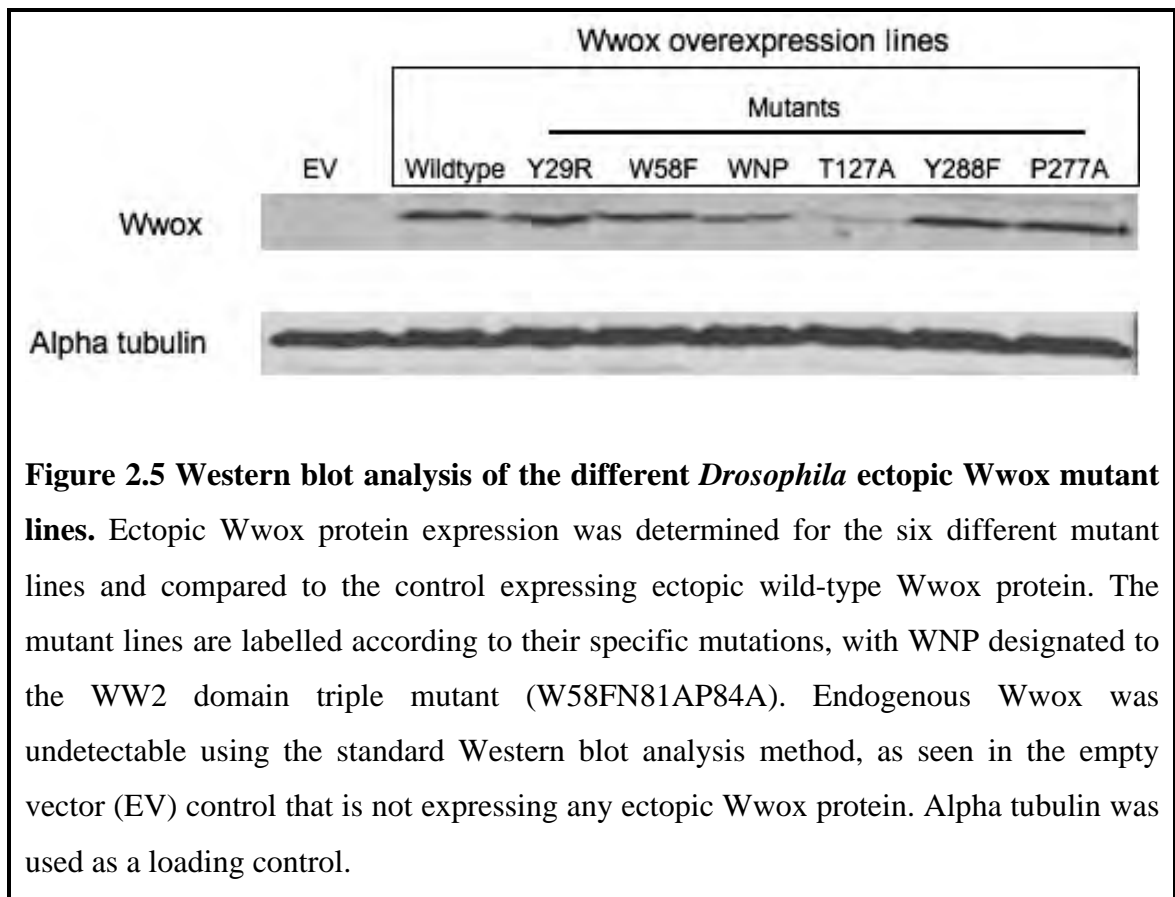 Wwox overexpression lines
Mutants
EV Wildtype Y29R W58F WNP T127A Y288F P277A
Wwox
Alpha tubulin
Figure 2.5 Western blot analysis of the different Drosophila ectopic Wwox mutant
lines. Ectopic Wwox protein expression was determined for the six different mutant
lines and compared to the control expressing ectopic wild-type Wwox protein. The
mutant lines are labelled according to their specific mutations, with WNP designated to
the WW2 domain triple mutant (W58FN81AP84A). Endogenous Wwox was
undetectable using the standard Western blot analysis method, as seen in the empty
vector (EV) control that is not expressing any ectopic Wwox protein. Alpha tubulin was
used as a loading control.